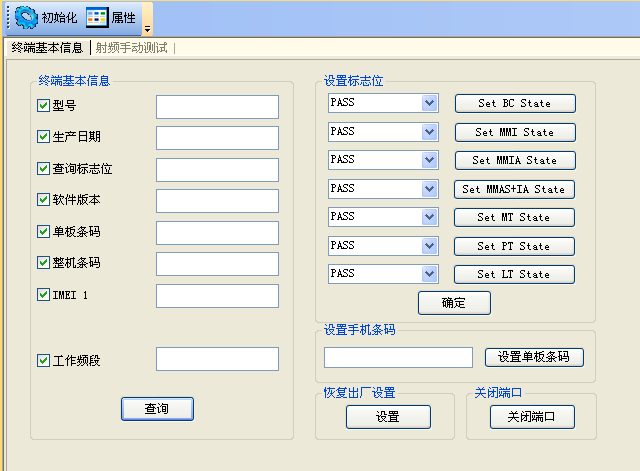 初始化 属性
终端基本信息 射频手动测试
终端基本信息
型号
生产日期
查询标志位
软件版本
单板条码
整机条码
IMEI 1
工作频段
查询
设置标志位
PASS Set BC State
PASS Set MMI State
PASS Set MMIA State
PASS Set MMAS+IA State
PASS Set MT State
PASS Set PT State
PASS Set LT State
确定
设置手机条码
设置单板条码
恢复出厂设置
设置
关闭端口
关闭端口